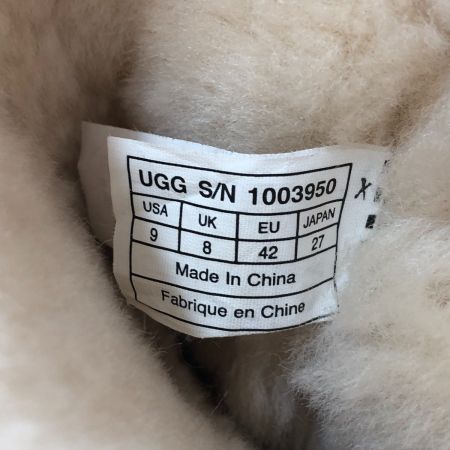 UGG S/N 1003950
USA UK EU JAPAN
9 8 42 27
Made In China
Fabrique en Chine